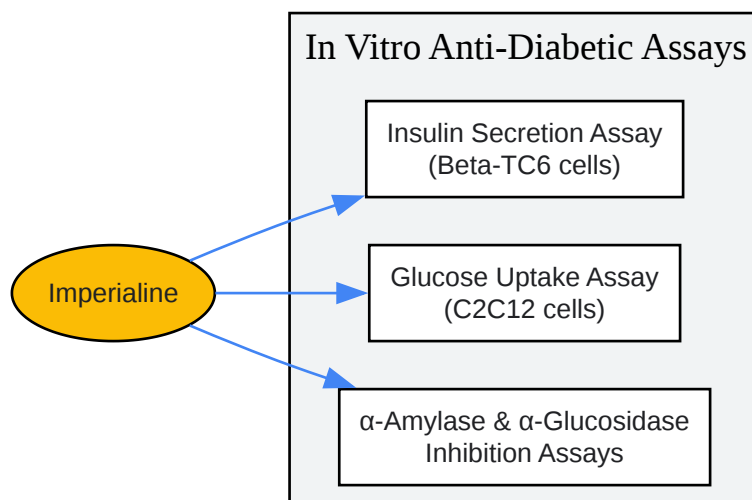 In Vitro Anti-Diabetic Assays
Insulin Secretion Assay
(Beta-TC6 cells)
Imperialine
Glucose Uptake Assay
(C2C12 cells)
α-Amylase & α-Glucosidase
Inhibition Assays